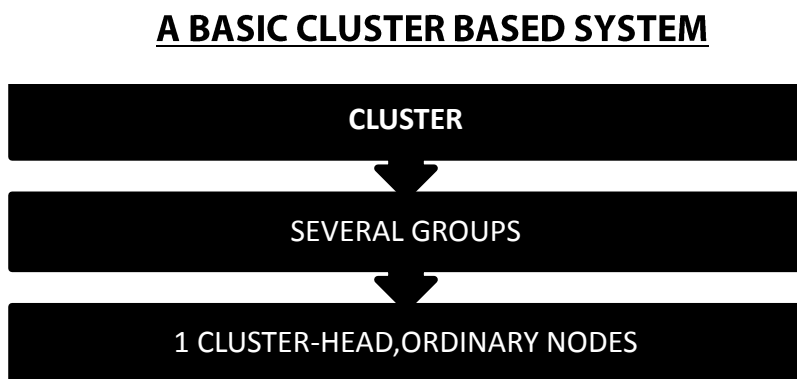 A BASIC CLUSTER BASED SYSTEM
CLUSTER
SEVERAL GROUPS
1 CLUSTER-HEAD,ORDINARY NODES